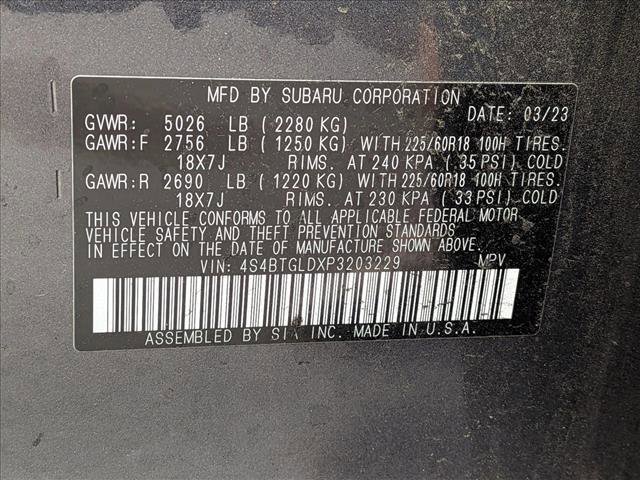 MFD BY SUBARU CORPORATION
DATE: 03/23
GVWR: 5026 LB (2280 KG)
GAWR:F 2756 LB (1250 KG) WITH 225/60R18 100H TIRES.
18X7J RIMS. AT 240 KPA (35 PSI) COLD
GAWR:R 2690 LB (1220 KG) WITH 225/60R18 100H TIRES.
18X7J RIMS. AT 230 KPA (33 PSI) COLD
THIS VEHICLE CONFORMS TO ALL APPLICABLE FEDERAL MOTOR
VEHICLE SAFETY AND THEFT PREVENTION STANDARDS
IN EFFECT ON THE DATE OF MANUFACTURE SHOWN ABOVE.
VIN: 4S4BTGLDXP3203229 MPV
ASSEMBLED BY SIA INC. MADE IN U.S.A.